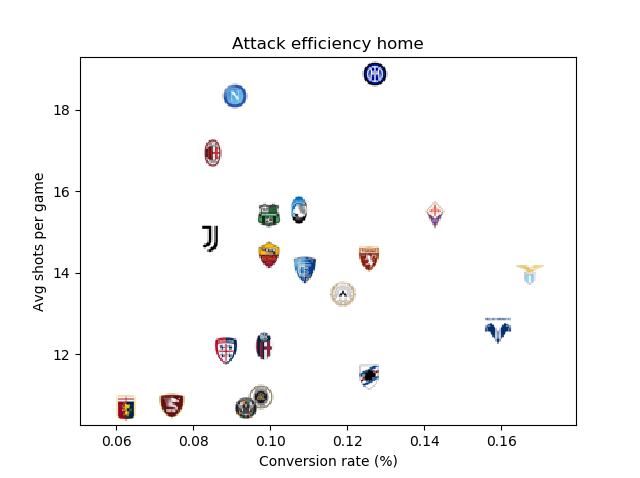 Attack efficiency home
Avg shots per game
18
16
14
12
0.06 0.08 0.10 0.12 0.14 0.16
Conversion rate (%)